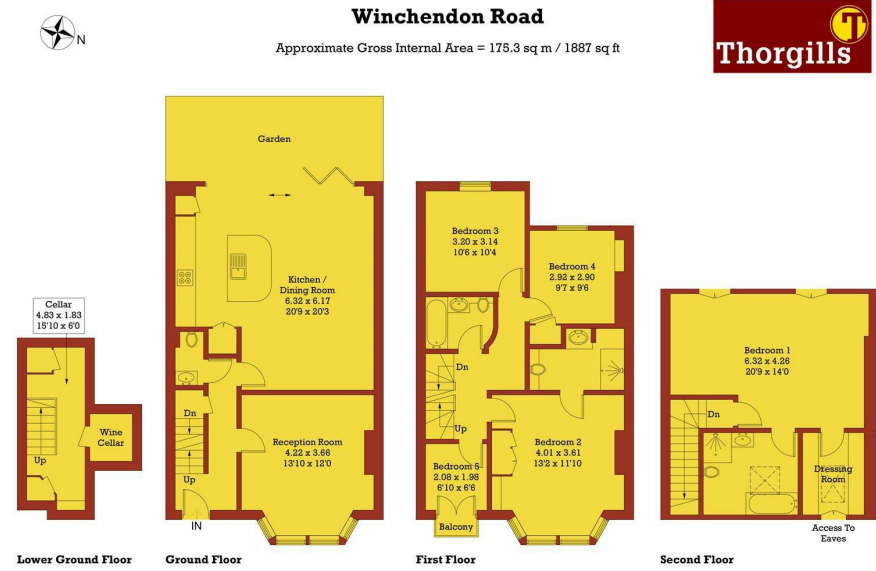 Winchendon Road
Approximate Gross Internal Area = 175.3 sq m / 1887 sq ft
Thorgills
T
N
Cellar
4.83 x 1.83
15'10 x 6'0
Up
Wine
Cellar
Lower Ground Floor
Garden
Kitchen /
Dining Room
6.32 x 6.17
20'9 x 20'3
Dn
Up
Reception Room
4.22 x 3.66
13'10 x 12'0
IN
Ground Floor
Bedroom 3
3.20 x 3.14
10'6 x 10'4
Bedroom 4
2.92 x 2.90
9'7 x 9'6
Dn
Up
Bedroom 2
4.01 x 3.61
13'2 x 11'10
Bedroom 5
2.08 x 1.98
6'10 x 6'6
Balcony
First Floor
Bedroom 1
6.32 x 4.26
20'9 x 14'0
Dn
Dressing
Room
Access To
Eaves
Second Floor